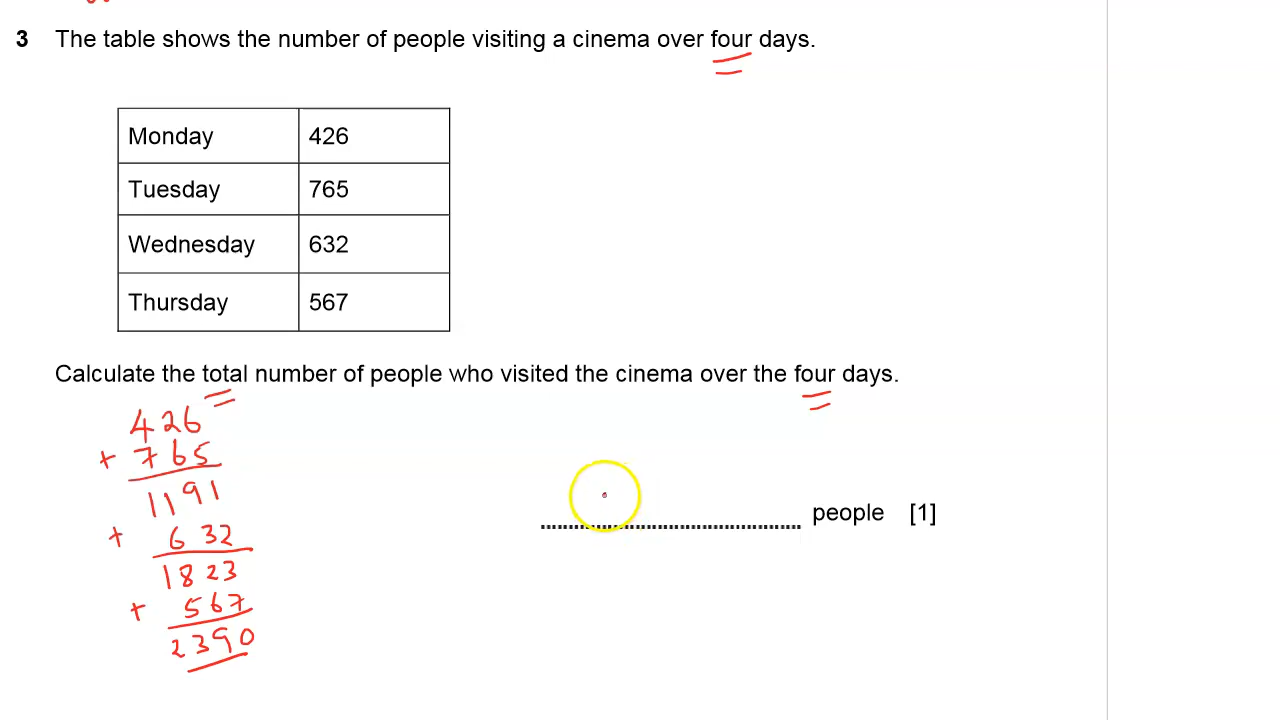 3 The table shows the number of people visiting a cinema over four days.
Monday 426
Tuesday 765
Wednesday 632
Thursday 567
Calculate the total number of people who visited the cinema over the four days.
426
+ 765
1191
+ 632
1823
+ 567
2390
people [1]